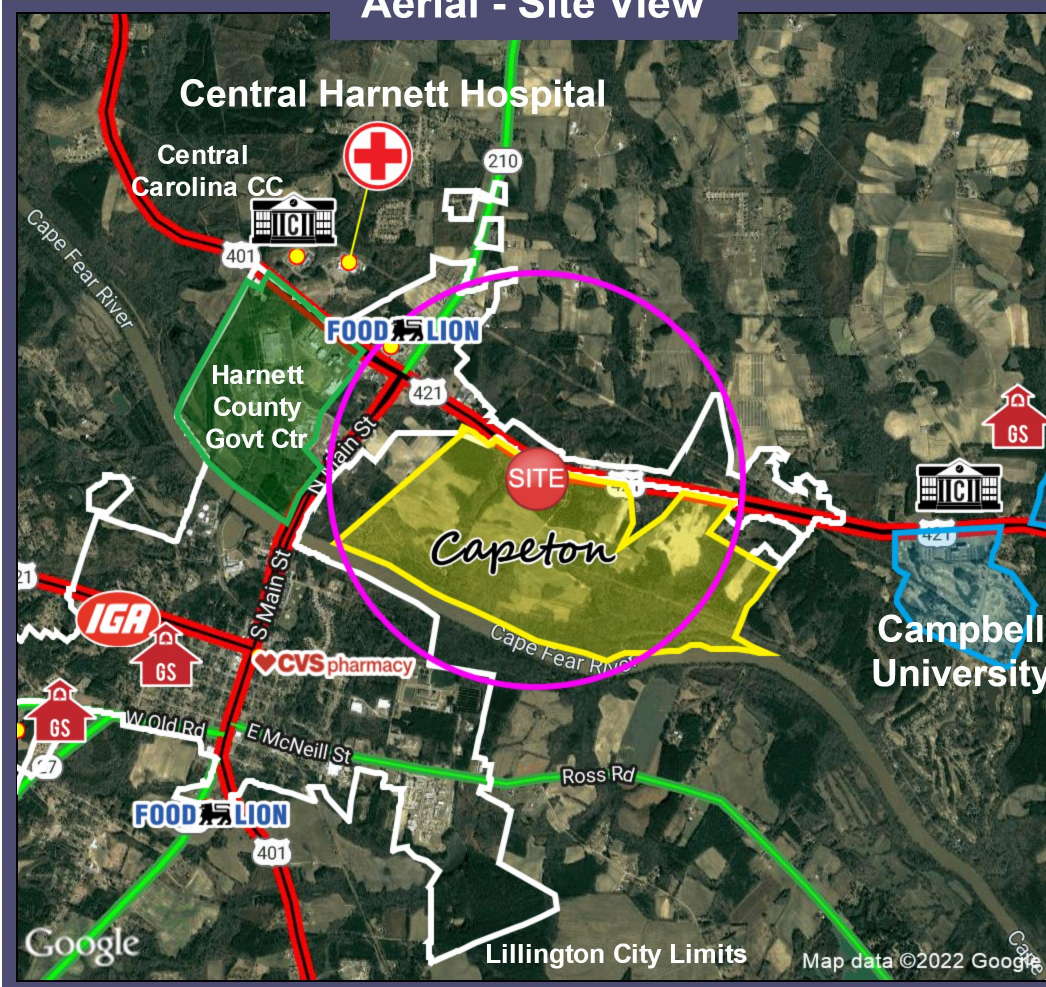 Aerial - Site View
Central Harnett Hospital
Central
Carolina CC
210
Cape Fear River
401
FOOD LION
Harnett
County
Govt Ctr
421
N Main St
SITE
GS
421
Capeton
21
S Main St
IGA
GS
Cape Fear River
CVS pharmacy
Campbell
University
GS
W Old Rd
E McNeill St
Ross Rd
FOOD LION
401
Google
Lillington City Limits
Map data ©2022 Google
Cape